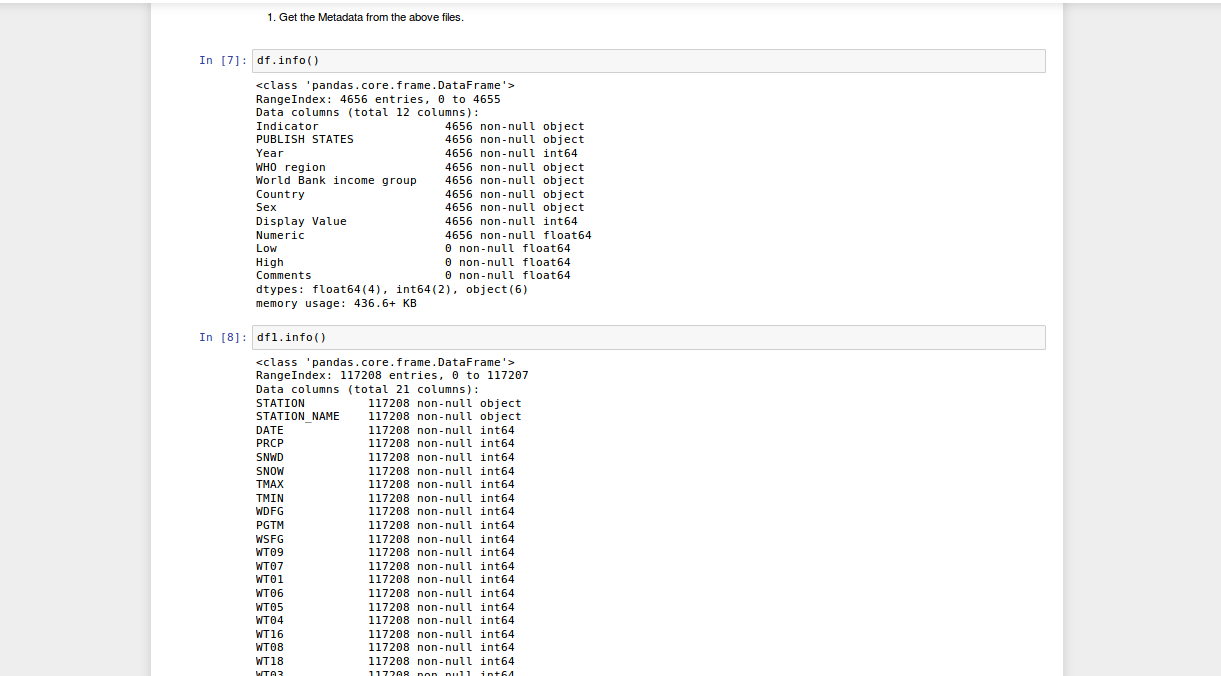 1. Get the Metadata from the above files.
In [7]: df.info()
<class 'pandas.core.frame.DataFrame'>
RangeIndex: 4656 entries, 0 to 4655
Data columns (total 12 columns):
Indicator                  4656 non-null object
PUBLISH STATES             4656 non-null object
Year                       4656 non-null int64
WHO region                 4656 non-null object
World Bank income group    4656 non-null object
Country                    4656 non-null object
Sex                        4656 non-null object
Display Value              4656 non-null int64
Numeric                    4656 non-null float64
Low                        0 non-null float64
High                       0 non-null float64
Comments                   0 non-null float64
dtypes: float64(4), int64(2), object(6)
memory usage: 436.6+ KB
In [8]: df1.info()
<class 'pandas.core.frame.DataFrame'>
RangeIndex: 117208 entries, 0 to 117207
Data columns (total 21 columns):
STATION         117208 non-null object
STATION_NAME    117208 non-null object
DATE            117208 non-null int64
PRCP            117208 non-null int64
SNWD            117208 non-null int64
SNOW            117208 non-null int64
TMAX            117208 non-null int64
TMIN            117208 non-null int64
WDFG            117208 non-null int64
PGTM            117208 non-null int64
WSFG            117208 non-null int64
WT09            117208 non-null int64
WT07            117208 non-null int64
WT01            117208 non-null int64
WT06            117208 non-null int64
WT05            117208 non-null int64
WT04            117208 non-null int64
WT16            117208 non-null int64
WT08            117208 non-null int64
WT18            117208 non-null int64
WT03            117208 non-null int64